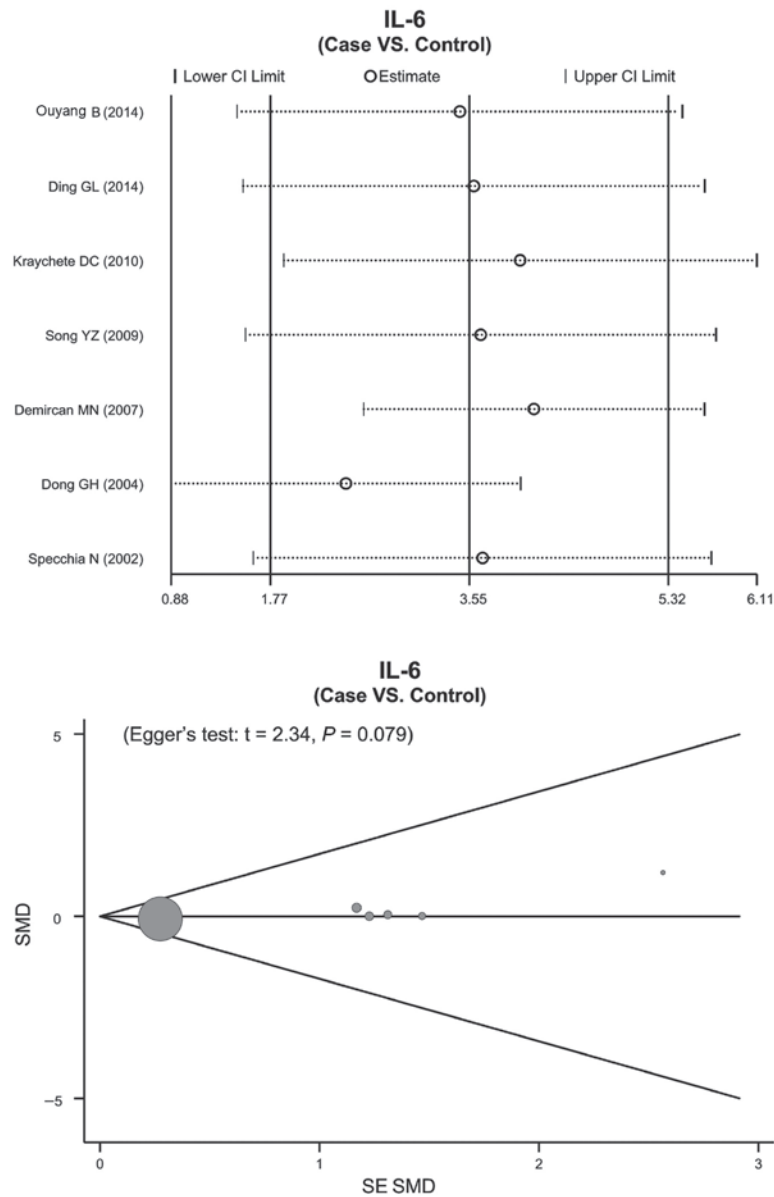 IL-6
(Case VS. Control)
Lower CI Limit Estimate Upper CI Limit
Ouyang B (2014)
Ding GL (2014)
Kraychete DC (2010)
Song YZ (2009)
Demircan MN (2007)
Dong GH (2004)
Specchia N (2002)
0.88 1.77 3.55 5.32 6.11
IL-6
(Case VS. Control)
(Egger's test: t = 2.34, P = 0.079)
5
0
−5
SMD
0 1 2 3
SE SMD